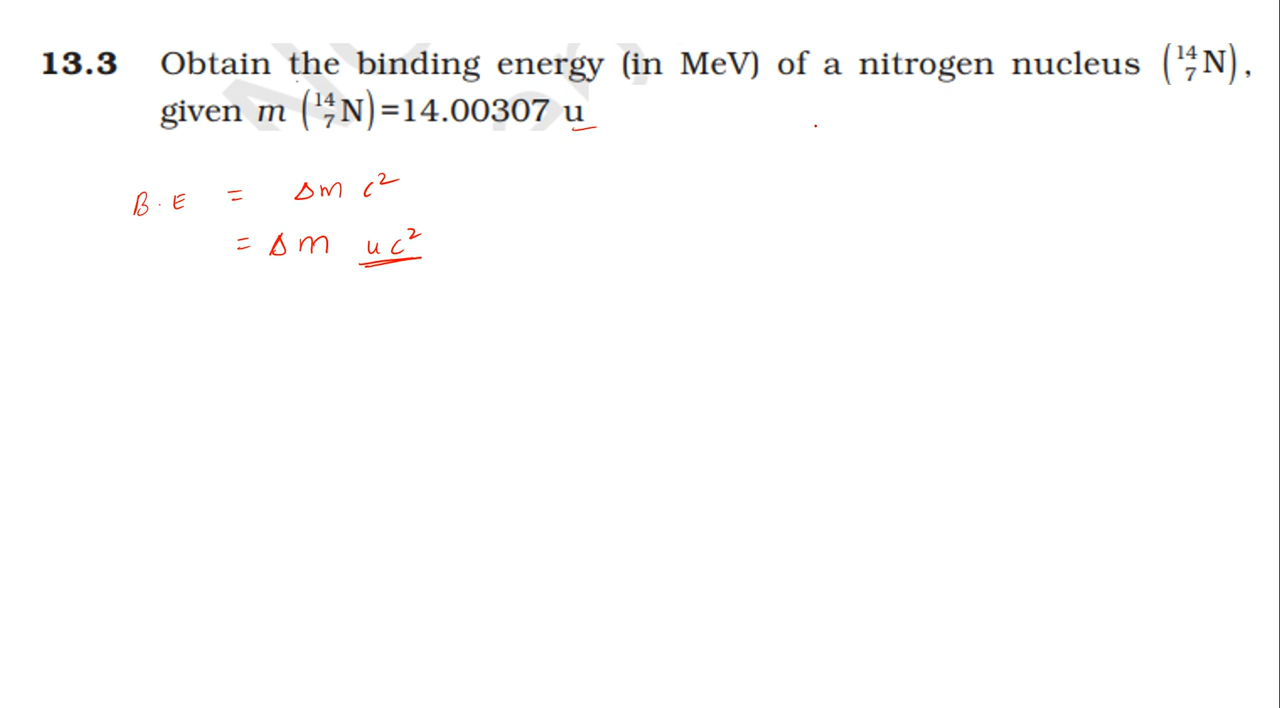 13.3 Obtain the binding energy (in MeV) of a nitrogen nucleus (¹⁴₇N),
given m (¹⁴₇N)=14.00307 u
B.E = Δm c²
= Δm uc²